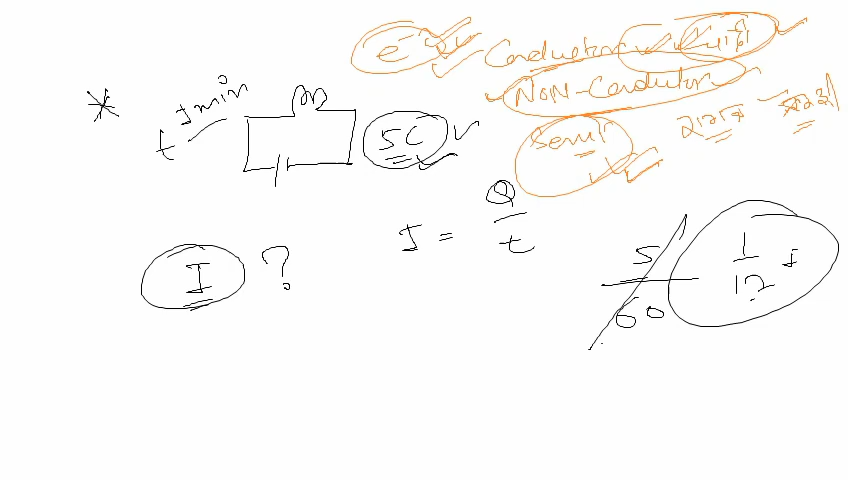 e⁻ Conductor
Non-Conductor
* t 1min
5C
Semi
I = Q/t
I ?
5/60
1/12 I